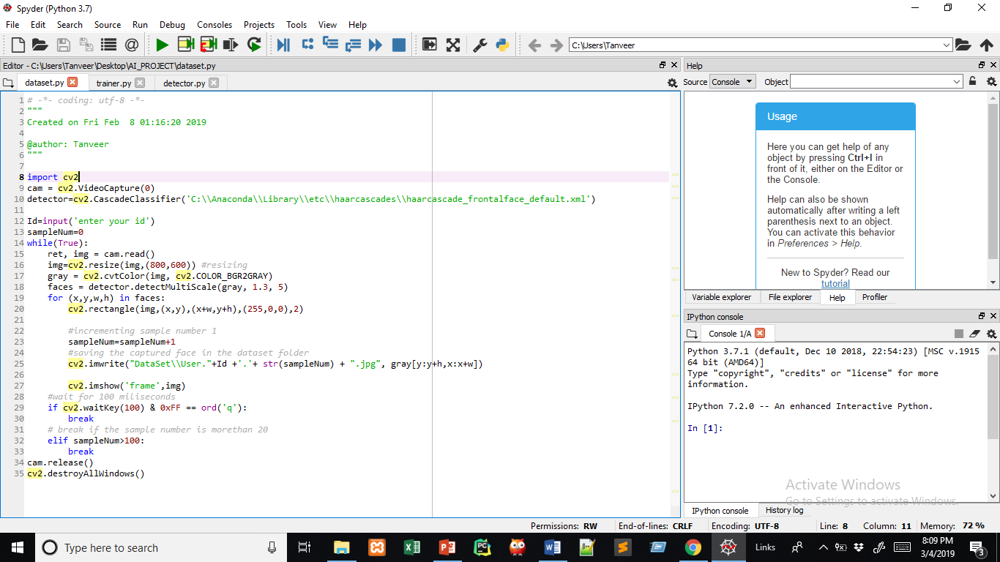 Spyder (Python 3.7)
File Edit Search Source Run Debug Consoles Projects Tools View Help
C:\Users\Tanveer
Editor - C:\Users\Tanveer\Desktop\AI_PROJECT\dataset.py
dataset.py trainer.py detector.py
1 # -*- coding: utf-8 -*-
2 """
3 Created on Fri Feb  8 01:16:20 2019
4
5 @author: Tanveer
6 """
7
8 import cv2
9 cam = cv2.VideoCapture(0)
10 detector=cv2.CascadeClassifier('C:\\Anaconda\\Library\\etc\\haarcascades\\haarcascade_frontalface_default.xml')
11
12 Id=input('enter your id')
13 sampleNum=0
14 while(True):
15     ret, img = cam.read()
16     img=cv2.resize(img,(800,600)) #resizing
17     gray = cv2.cvtColor(img, cv2.COLOR_BGR2GRAY)
18     faces = detector.detectMultiScale(gray, 1.3, 5)
19     for (x,y,w,h) in faces:
20         cv2.rectangle(img,(x,y),(x+w,y+h),(255,0,0),2)
21
22         #incrementing sample number 1
23         sampleNum=sampleNum+1
24         #saving the captured face in the dataset folder
25         cv2.imwrite("DataSet\\User."+Id +'.'+ str(sampleNum) + ".jpg", gray[y:y+h,x:x+w])
26
27         cv2.imshow('frame',img)
28     #wait for 100 miliseconds
29     if cv2.waitKey(100) & 0xFF == ord('q'):
30         break
31     # break if the sample number is morethan 20
32     elif sampleNum>100:
33         break
34 cam.release()
35 cv2.destroyAllWindows()
Help
Source Console Object
Usage
Here you can get help of any
object by pressing Ctrl+I in
front of it, either on the Editor or
the Console.
Help can also be shown
automatically after writing a left
parenthesis next to an object.
You can activate this behavior
in Preferences > Help.
New to Spyder? Read our
tutorial
Variable explorer File explorer Help Profiler
IPython console
Console 1/A
Python 3.7.1 (default, Dec 10 2018, 22:54:23) [MSC v.1915
64 bit (AMD64)]
Type "copyright", "credits" or "license" for more
information.
IPython 7.2.0 -- An enhanced Interactive Python.
In [1]:
Activate Windows
Go to Settings to activate Windows.
IPython console History log
Permissions: RW End-of-lines: CRLF Encoding: UTF-8 Line: 8 Column: 11 Memory: 72 %
Type here to search
Links
8:09 PM
3/4/2019
3